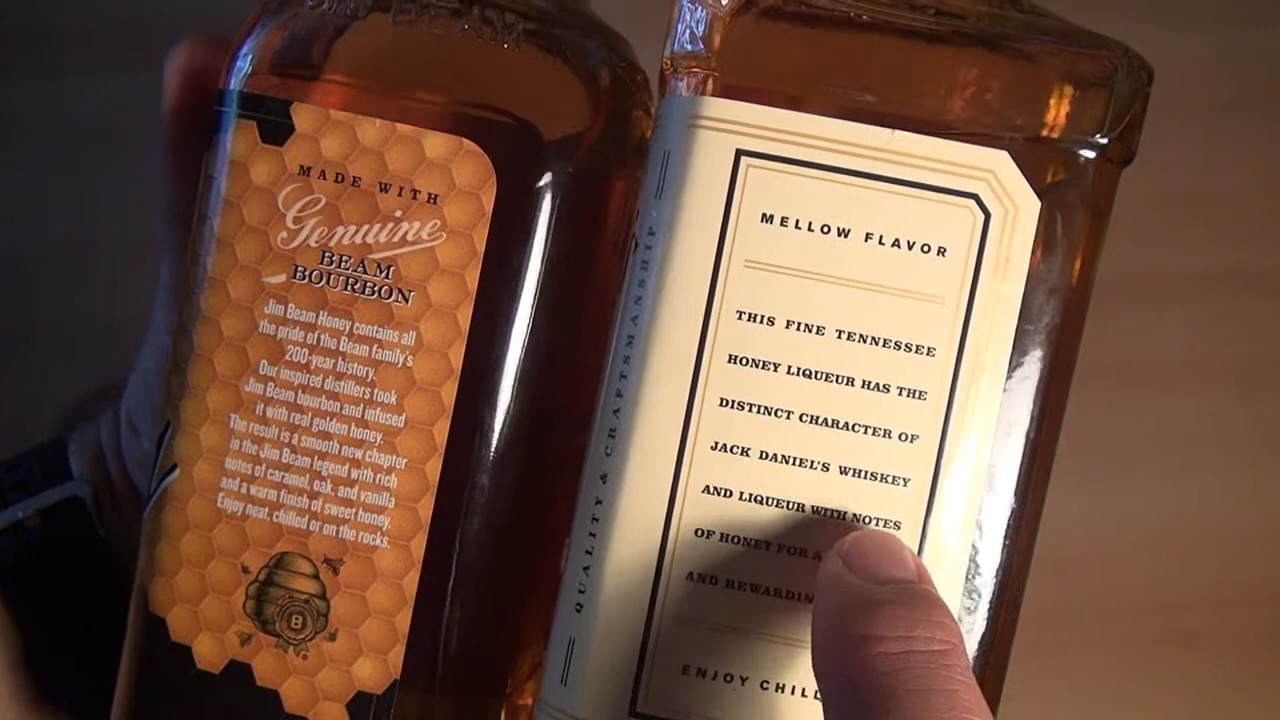 JIM BEAM
MADE WITH
Genuine
BEAM
BOURBON
Jim Beam Honey contains all
the pride of the Beam family's
200-year history.
Our inspired distillers took
Jim Beam bourbon and infused
it with real golden honey.
The result is a smooth new chapter
in the Jim Beam legend with rich
notes of caramel, oak, and vanilla
and a warm finish of sweet honey.
Enjoy neat, chilled or on the rocks.
B
QUALITY & CRAFTSMANSHIP
MELLOW FLAVOR
THIS FINE TENNESSEE
HONEY LIQUEUR HAS THE
DISTINCT CHARACTER OF
JACK DANIEL'S WHISKEY
AND LIQUEUR WITH NOTES
OF HONEY FOR A
AND
ENJOY